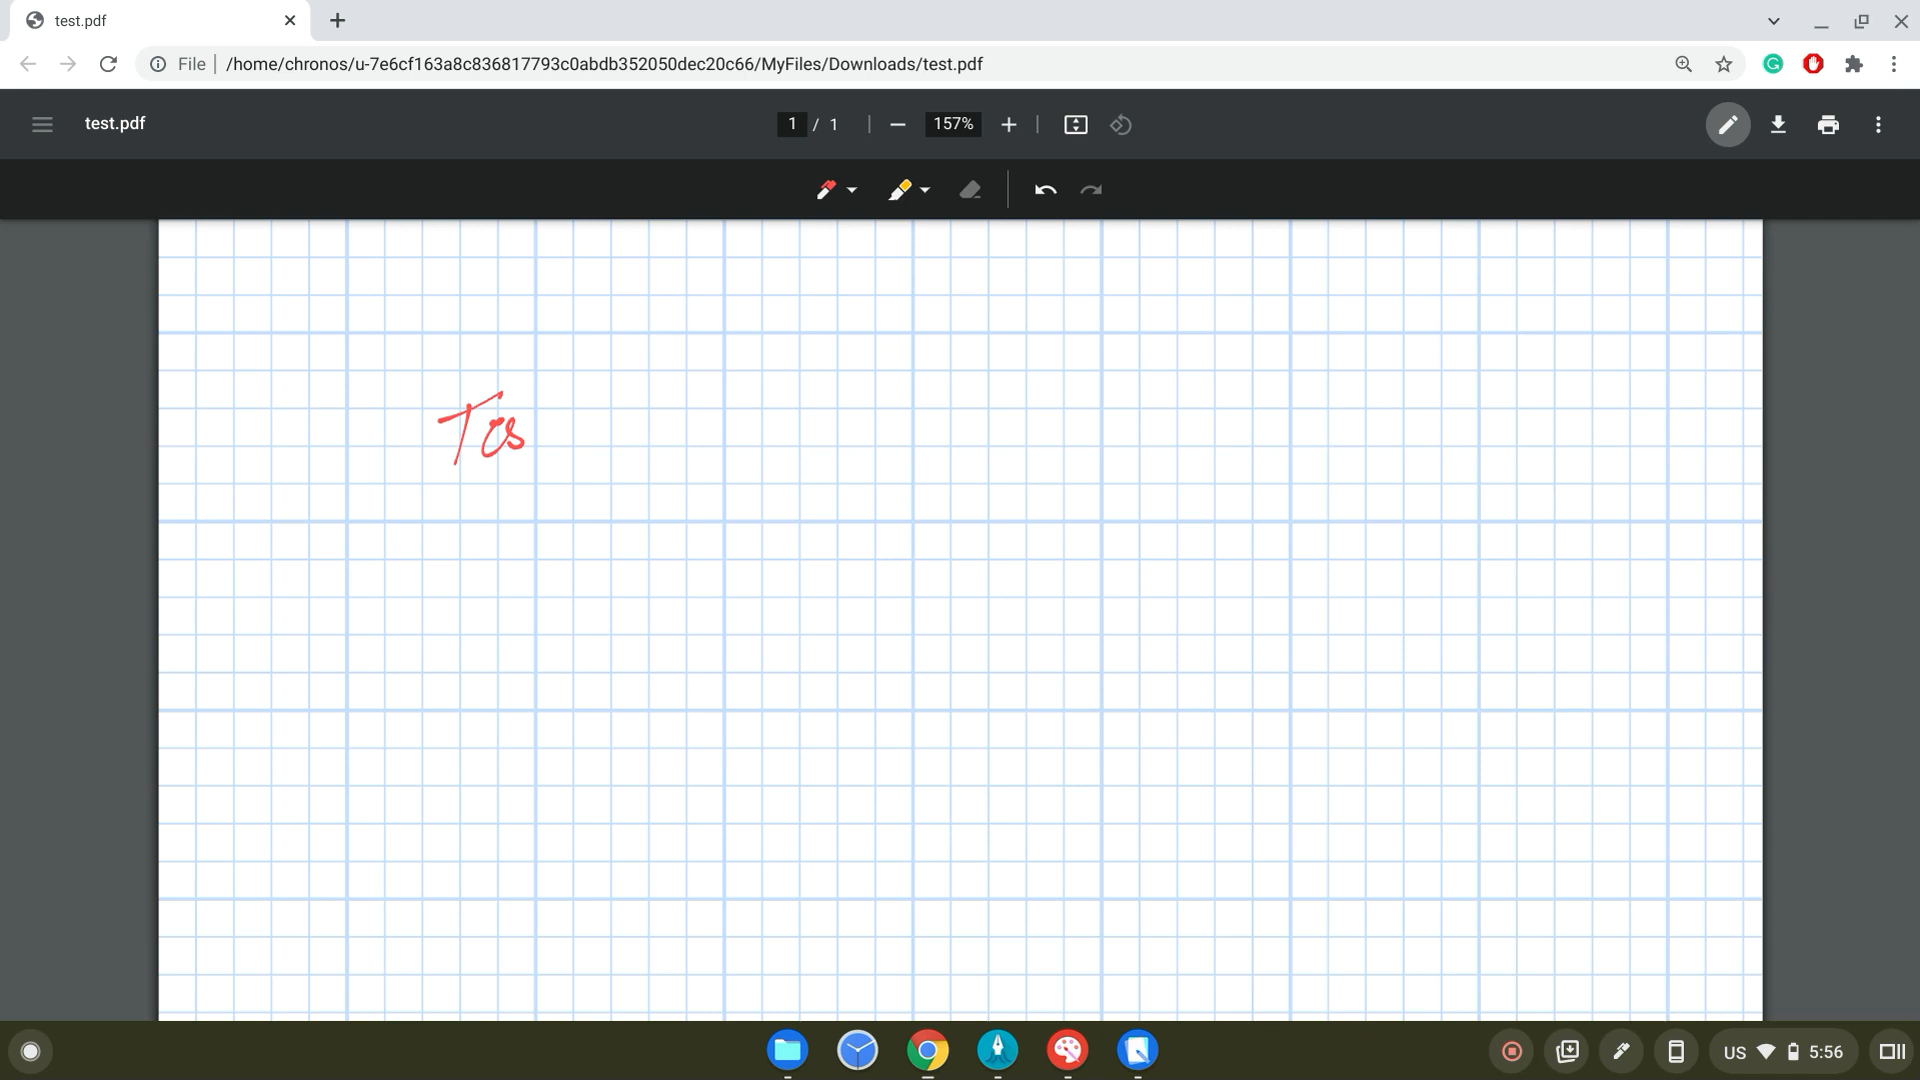 test.pdf
File
/home/chronos/u-7e6cf163a8c836817793c0abdb352050dec20c66/MyFiles/Downloads/test.pdf
test.pdf
1 / 1
157%
Tes
US 5:56